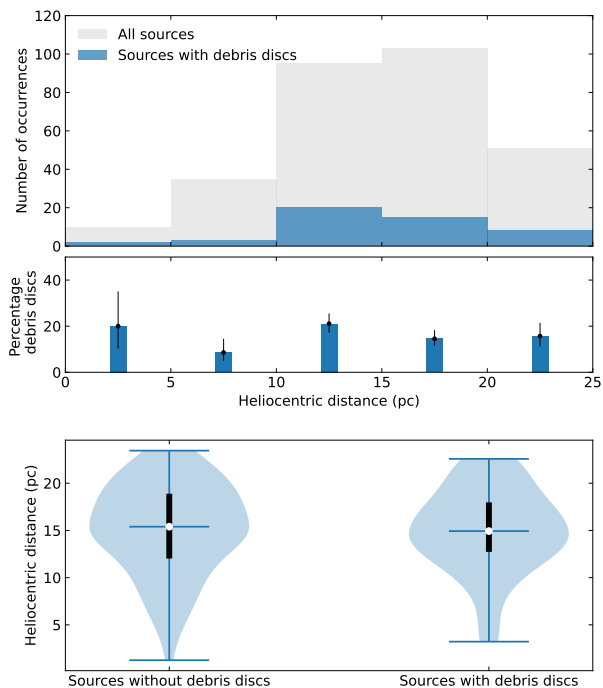 120
100
80
60
40
20
0
Number of occurrences
All sources
Sources with debris discs
40
20
0
Percentage
debris discs
0 5 10 15 20 25
Heliocentric distance (pc)
20
15
10
5
Heliocentric distance (pc)
Sources without debris discs Sources with debris discs